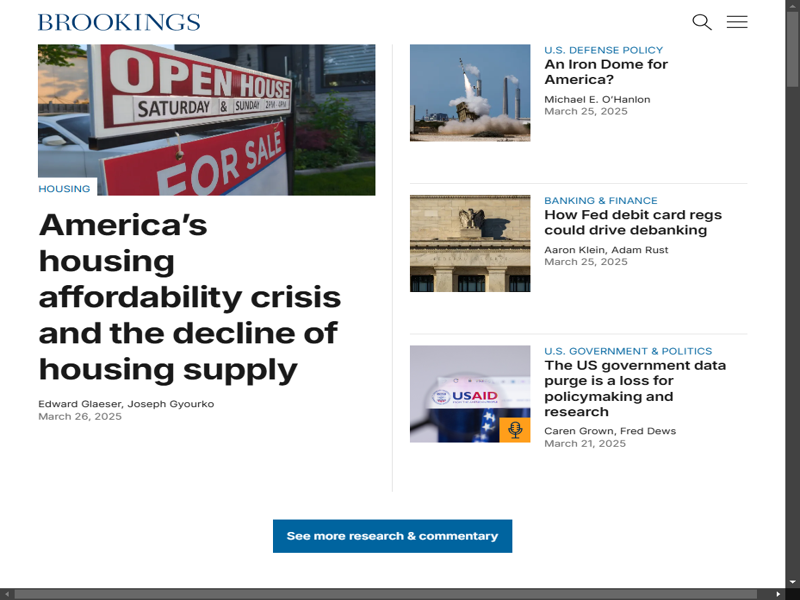 BROOKINGS
OPEN HOUSE
SATURDAY & SUNDAY 2PM-4PM
FOR SALE
HOUSING
America's
housing
affordability crisis
and the decline of
housing supply
Edward Glaeser, Joseph Gyourko
March 26, 2025
U.S. DEFENSE POLICY
An Iron Dome for
America?
Michael E. O'Hanlon
March 25, 2025
BANKING & FINANCE
How Fed debit card regs
could drive debanking
Aaron Klein, Adam Rust
March 25, 2025
USAID
U.S. GOVERNMENT & POLITICS
The US government data
purge is a loss for
policymaking and
research
Caren Grown, Fred Dews
March 21, 2025
See more research & commentary